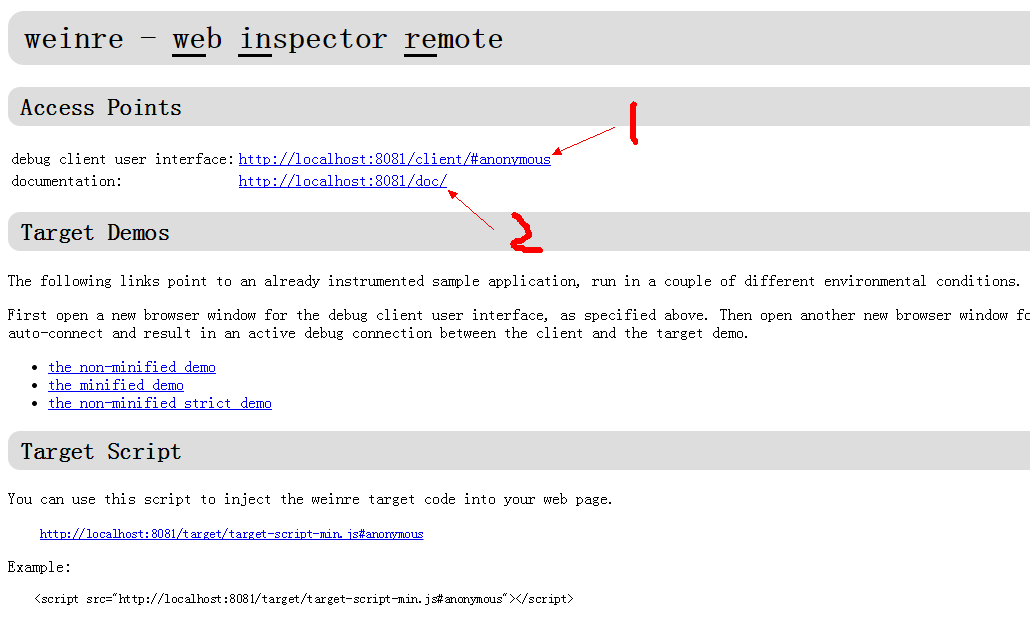 weinre - web inspector remote
Access Points
1
debug client user interface: http://localhost:8081/client/#anonymous
documentation: http://localhost:8081/doc/
2
Target Demos
The following links point to an already instrumented sample application, run in a couple of different environmental conditions.
First open a new browser window for the debug client user interface, as specified above. Then open another new browser window
auto-connect and result in an active debug connection between the client and the target demo.
• the non-minified demo
• the minified demo
• the non-minified strict demo
Target Script
You can use this script to inject the weinre target code into your web page.
http://localhost:8081/target/target-script-min.js#anonymous
Example:
<script src="http://localhost:8081/target/target-script-min.js#anonymous"></script>